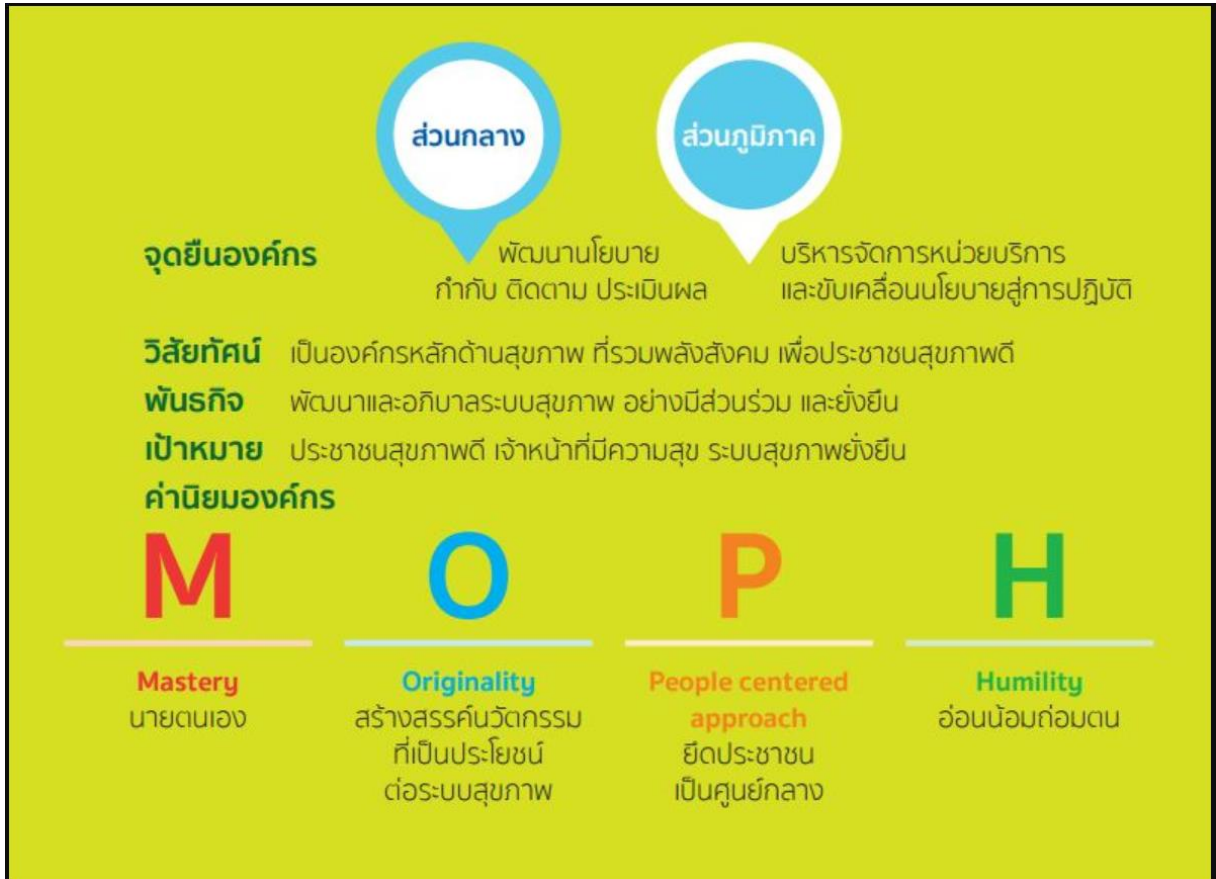 ส่วนกลาง
ส่วนภูมิภาค
จุดยืนองค์กร
พัฒนานโยบาย
กำกับ ติดตาม ประเมินผล
บริหารจัดการหน่วยบริการ
และขับเคลื่อนนโยบายสู่การปฏิบัติ
วิสัยทัศน์ เป็นองค์กรหลักด้านสุขภาพ ที่รวมพลังสังคม เพื่อประชาชนสุขภาพดี
พันธกิจ พัฒนาและอภิบาลระบบสุขภาพ อย่างมีส่วนร่วม และยั่งยืน
เป้าหมาย ประชาชนสุขภาพดี เจ้าหน้าที่มีความสุข ระบบสุขภาพยั่งยืน
ค่านิยมองค์กร
M
Mastery
นายตนเอง
O
Originality
สร้างสรรค์นวัตกรรม
ที่เป็นประโยชน์
ต่อระบบสุขภาพ
P
People centered
approach
ยึดประชาชน
เป็นศูนย์กลาง
H
Humility
อ่อนน้อมถ่อมตน